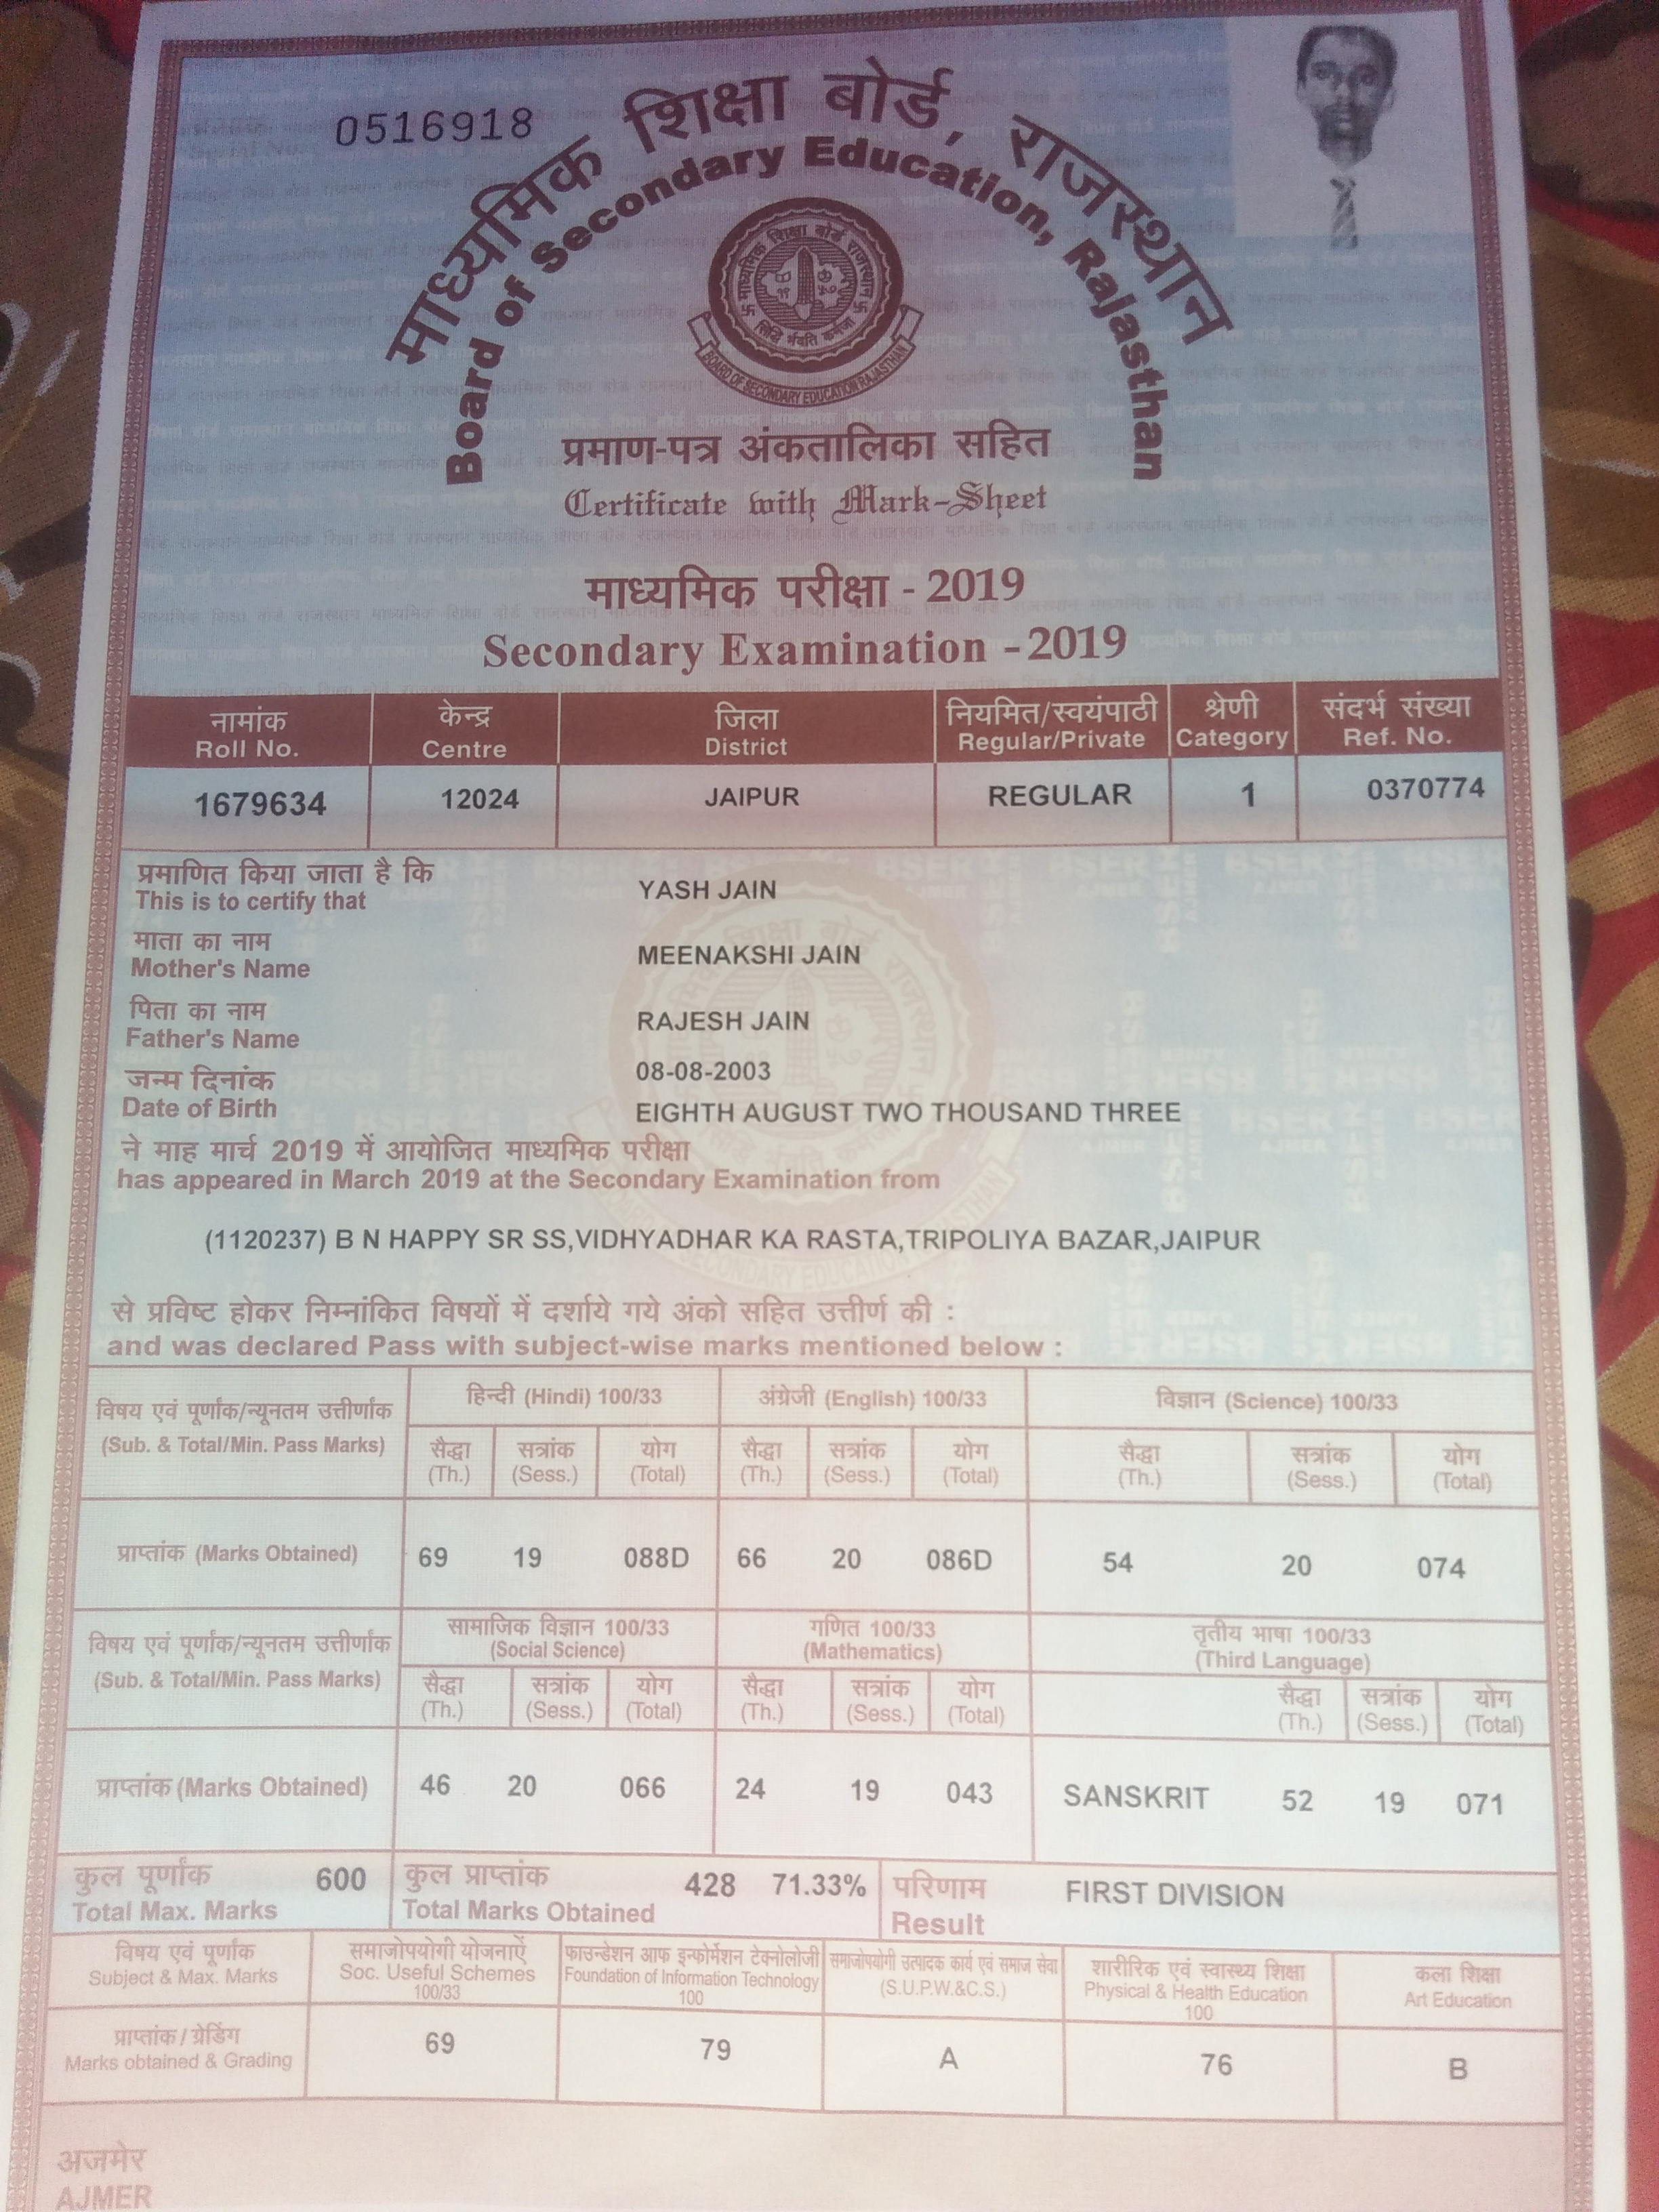 0516918
माध्यमिक शिक्षा बोर्ड, राजस्थान
Board of Secondary Education, Rajasthan
माध्यमिक शिक्षा बोर्ड राजस्थान
सिद्धि र्भवति कर्मजा
BOARD OF SECONDARY EDUCATION RAJASTHAN
प्रमाण-पत्र अंकतालिका सहित
Certificate with Mark-Sheet
माध्यमिक परीक्षा - 2019
Secondary Examination - 2019
नामांक केन्द्र जिला नियमित/स्वयंपाठी श्रेणी संदर्भ संख्या
Roll No. Centre District Regular/Private Category Ref. No.
1679634 12024 JAIPUR REGULAR 1 0370774
प्रमाणित किया जाता है कि
This is to certify that YASH JAIN
माता का नाम
Mother's Name MEENAKSHI JAIN
पिता का नाम
Father's Name RAJESH JAIN
जन्म दिनांक 08-08-2003
Date of Birth EIGHTH AUGUST TWO THOUSAND THREE
ने माह मार्च 2019 में आयोजित माध्यमिक परीक्षा
has appeared in March 2019 at the Secondary Examination from
(1120237) B N HAPPY SR SS,VIDHYADHAR KA RASTA,TRIPOLIYA BAZAR,JAIPUR
से प्रविष्ट होकर निम्नांकित विषयों में दर्शाये गये अंको सहित उत्तीर्ण की :
and was declared Pass with subject-wise marks mentioned below :
विषय एवं पूर्णांक/न्यूनतम उत्तीर्णांक हिन्दी (Hindi) 100/33 अंग्रेजी (English) 100/33 विज्ञान (Science) 100/33
(Sub. & Total/Min. Pass Marks) सैद्धा सत्रांक योग सैद्धा सत्रांक योग सैद्धा सत्रांक योग
(Th.) (Sess.) (Total) (Th.) (Sess.) (Total) (Th.) (Sess.) (Total)
प्राप्तांक (Marks Obtained) 69 19 088D 66 20 086D 54 20 074
विषय एवं पूर्णांक/न्यूनतम उत्तीर्णांक सामाजिक विज्ञान 100/33 गणित 100/33 तृतीय भाषा 100/33
(Social Science) (Mathematics) (Third Language)
(Sub. & Total/Min. Pass Marks) सैद्धा सत्रांक योग सैद्धा सत्रांक योग सैद्धा सत्रांक योग
(Th.) (Sess.) (Total) (Th.) (Sess.) (Total) (Th.) (Sess.) (Total)
प्राप्तांक (Marks Obtained) 46 20 066 24 19 043 SANSKRIT 52 19 071
कुल पूर्णांक 600 कुल प्राप्तांक 428 71.33% परिणाम FIRST DIVISION
Total Max. Marks Total Marks Obtained Result
विषय एवं पूर्णांक समाजोपयोगी योजनाऐं फाउन्डेशन आफ इन्फोर्मेशन टेक्नोलोजी समाजोपयोगी उत्पादक कार्य एवं समाज सेवा शारीरिक एवं स्वास्थ्य शिक्षा कला शिक्षा
Subject & Max. Marks Soc. Useful Schemes Foundation of Information Technology (S.U.P.W.&C.S.) Physical & Health Education Art Education
100/33 100 100
प्राप्तांक / ग्रेडिंग 69 79 A 76 B
Marks obtained & Grading
अजमेर
AJMER